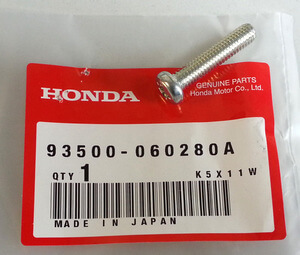 HONDA
GENUINE PARTS
Honda Motor Co., Ltd.
93500-060280A
QTY 1 K5X11W
MADE IN JAPAN